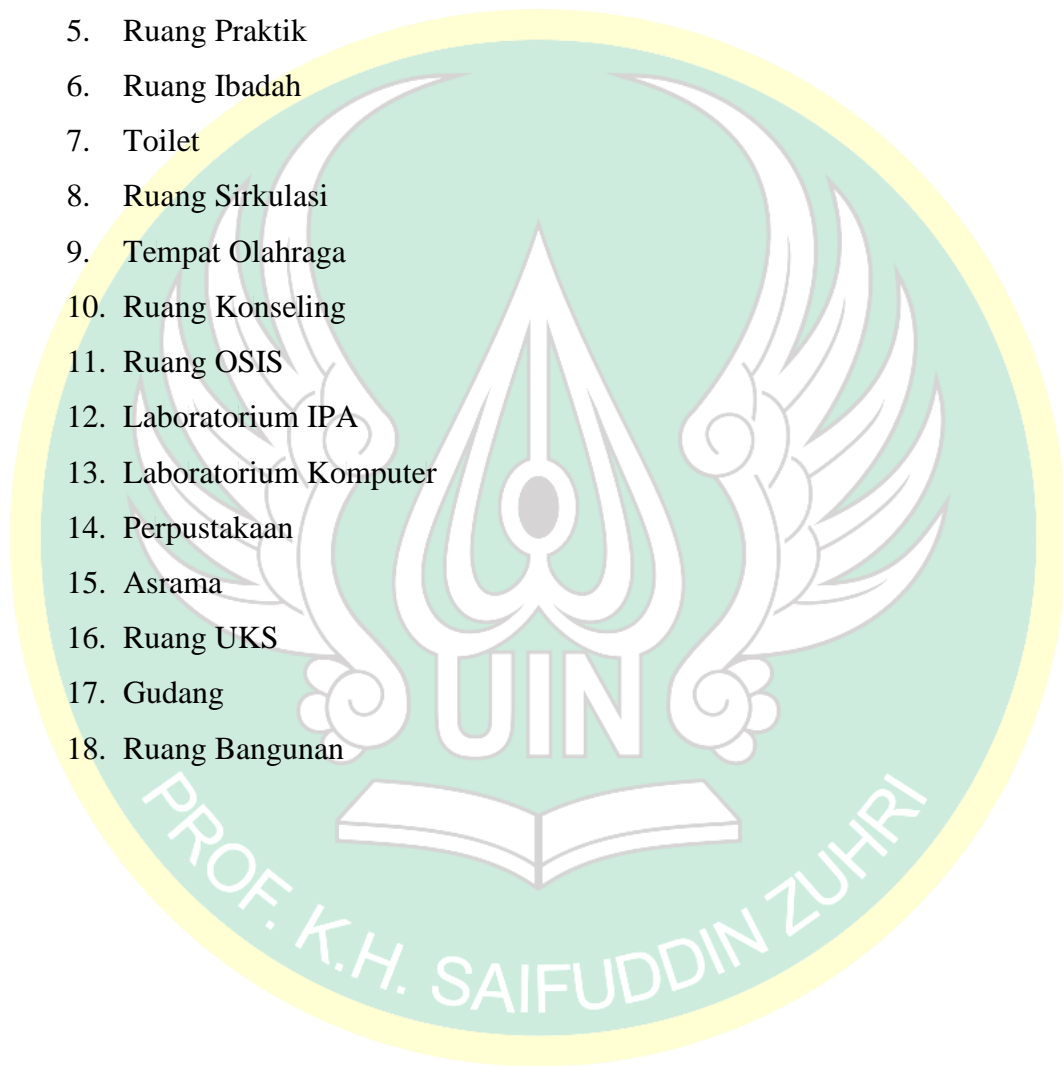 5. Ruang Praktik
6. Ruang Ibadah
7. Toilet
8. Ruang Sirkulasi
9. Tempat Olahraga
10. Ruang Konseling
11. Ruang OSIS
12. Laboratorium IPA
13. Laboratorium Komputer
14. Perpustakaan
15. Asrama
16. Ruang UKS
17. Gudang
18. Ruang Bangunan
UIN
PROF. K.H. SAIFUDDIN ZUHRI